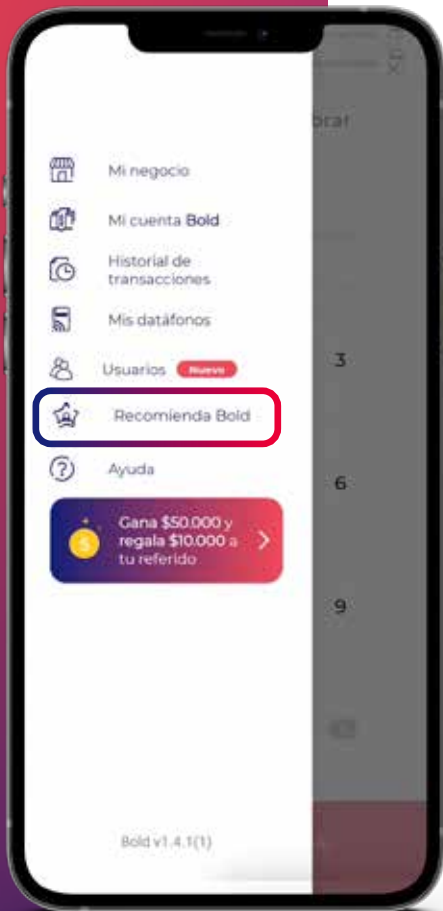 brar
Mi negocio
Mi cuenta Bold
Historial de
transacciones
Mis datáfonos
3
Usuarios Nuevo
Recomienda Bold
Ayuda
6
Gana $50.000 y
regala $10.000 a
tu referido
9
Bold v1.4.1(1)